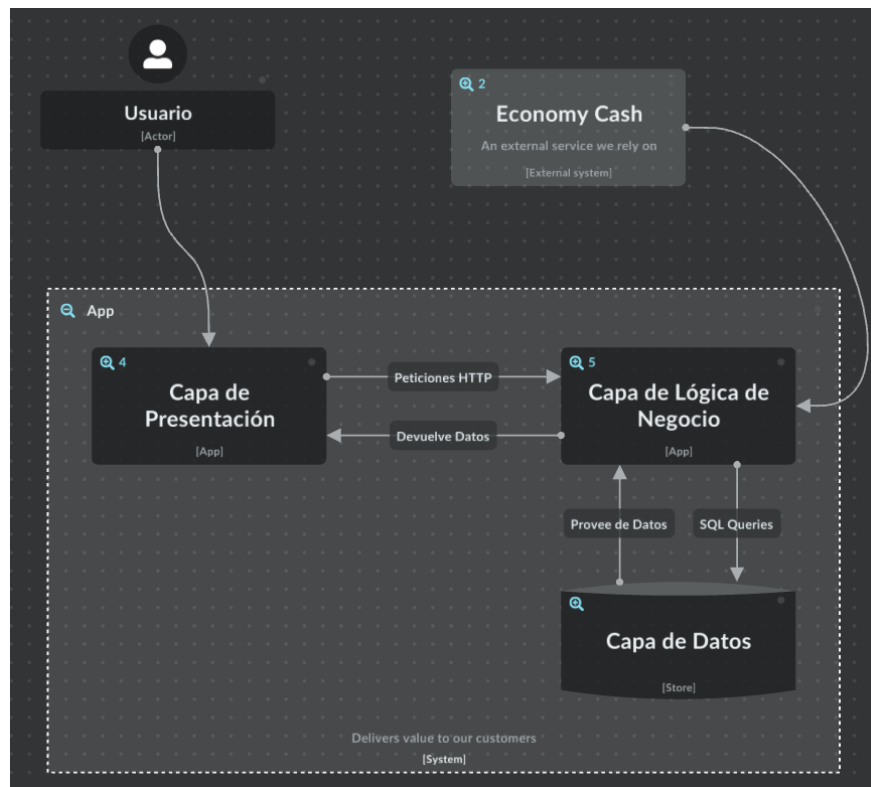 Usuario
[Actor]
2
Economy Cash
An external service we rely on
[External system]
App
4
Capa de
Presentación
[App]
Peticiones HTTP
Devuelve Datos
5
Capa de Lógica de
Negocio
[App]
Provee de Datos
SQL Queries
Capa de Datos
[Store]
Delivers value to our customers
[System]